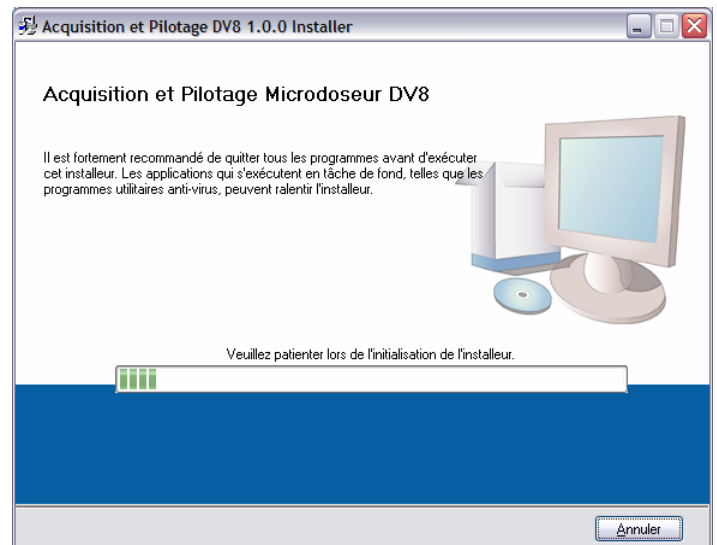 Acquisition et Pilotage DV8 1.0.0 Installer
Acquisition et Pilotage Microdoseur DV8
Il est fortement recommandé de quitter tous les programmes avant d'exécuter
cet installeur. Les applications qui s'exécutent en tâche de fond, telles que les
programmes utilitaires anti-virus, peuvent ralentir l'installeur.
Veuillez patienter lors de l'initialisation de l'installeur.
Annuler